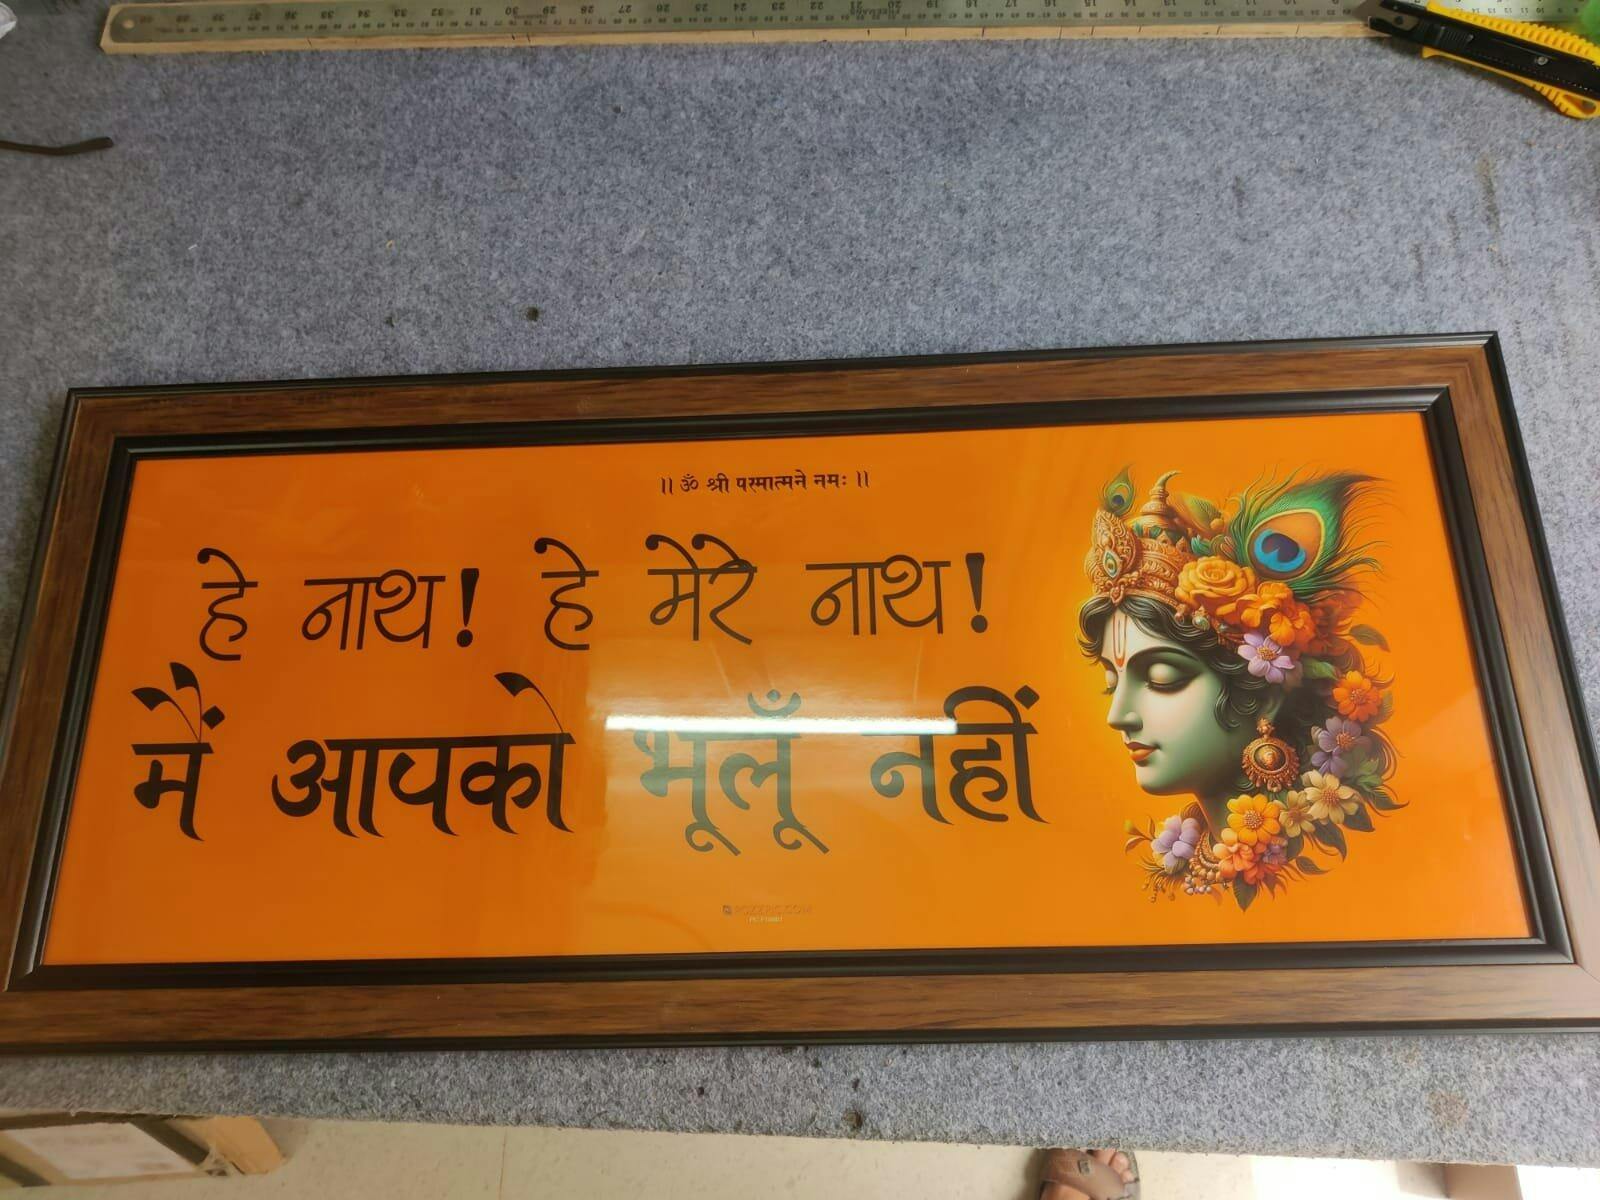 ॥ ॐ श्री परमात्मने नमः ॥
हे नाथ! हे मेरे नाथ!
मैं आपको भूलूँ नहीं